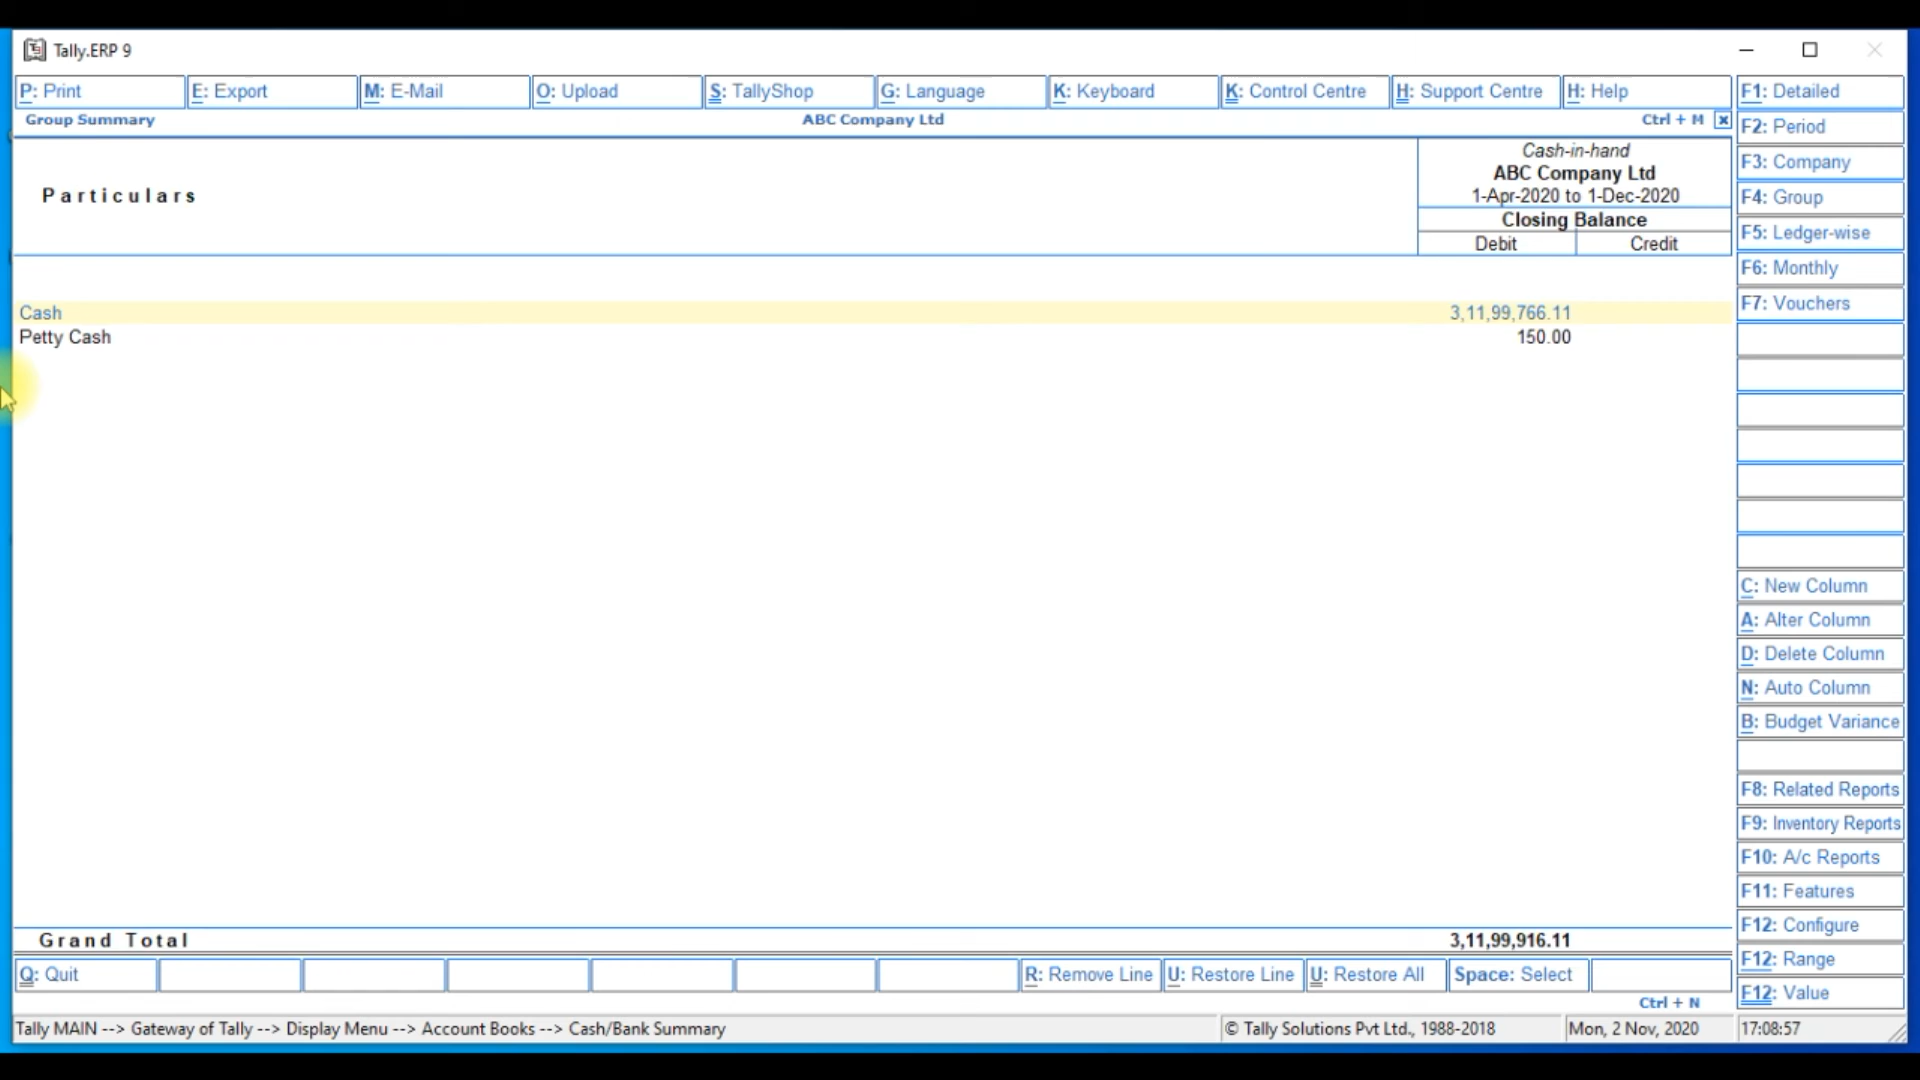 Tally.ERP 9
P: Print E: Export M: E-Mail O: Upload S: TallyShop G: Language K: Keyboard K: Control Centre H: Support Centre H: Help F1: Detailed
Group Summary ABC Company Ltd Ctrl + M
F2: Period
Cash-in-hand
F3: Company
ABC Company Ltd
Particulars 1-Apr-2020 to 1-Dec-2020 F4: Group
Closing Balance
F5: Ledger-wise
Debit Credit
F6: Monthly
F7: Vouchers
Cash 3,11,99,766.11
Petty Cash 150.00
C: New Column
A: Alter Column
D: Delete Column
N: Auto Column
B: Budget Variance
F8: Related Reports
F9: Inventory Reports
F10: A/c Reports
F11: Features
F12: Configure
Grand Total 3,11,99,916.11
F12: Range
Q: Quit R: Remove Line U: Restore Line U: Restore All Space: Select
F12: Value
Ctrl + N
Tally MAIN --> Gateway of Tally --> Display Menu --> Account Books --> Cash/Bank Summary © Tally Solutions Pvt Ltd., 1988-2018 Mon, 2 Nov, 2020 17:08:57